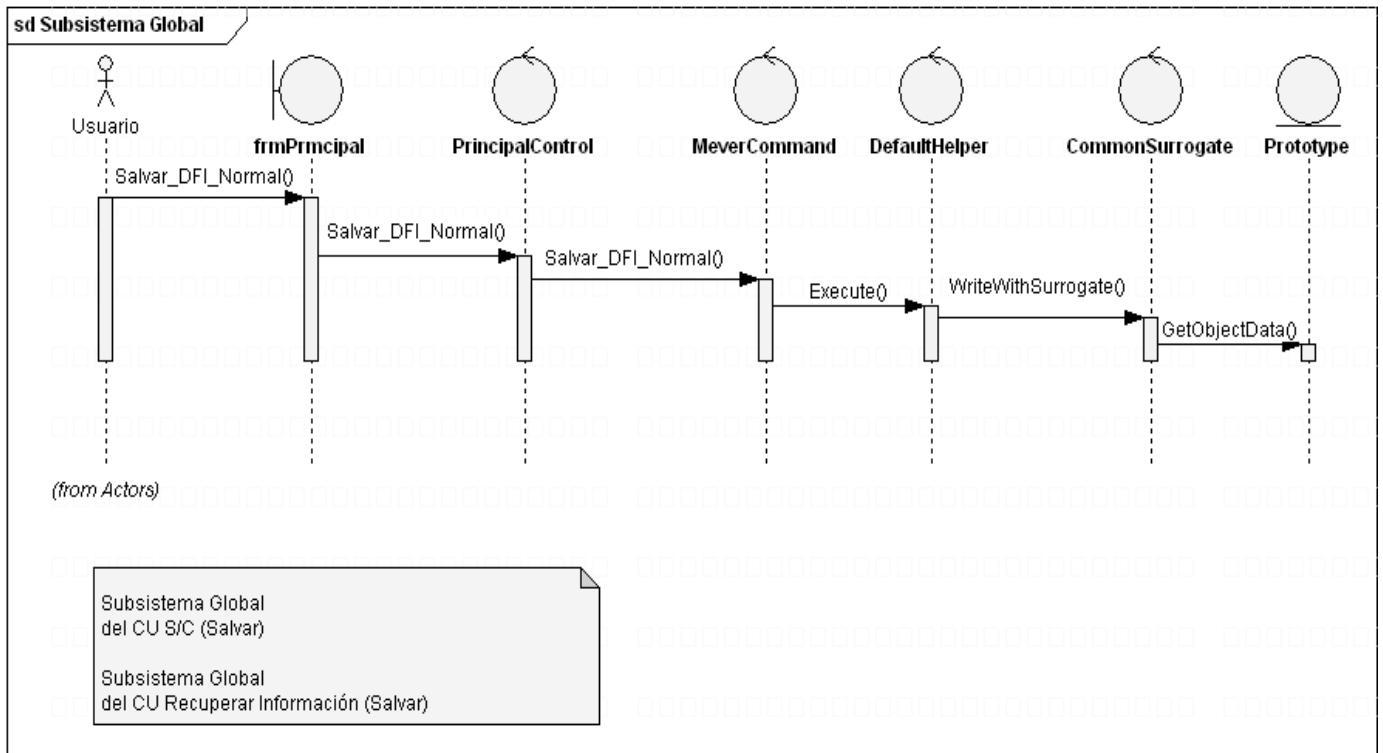 sd Subsistema Global
Usuario
frmPrmcipal
PrincipalControl
MeverCommand
DefaultHelper
CommonSurrogate
Prototype
Salvar_DFI_Normal()
Salvar_DFI_Normal()
Salvar_DFI_Normal()
Execute()
WriteWithSurrogate()
GetObjectData()
(from Actors)
Subsistema Global
del CU S/C (Salvar)
Subsistema Global
del CU Recuperar Información (Salvar)